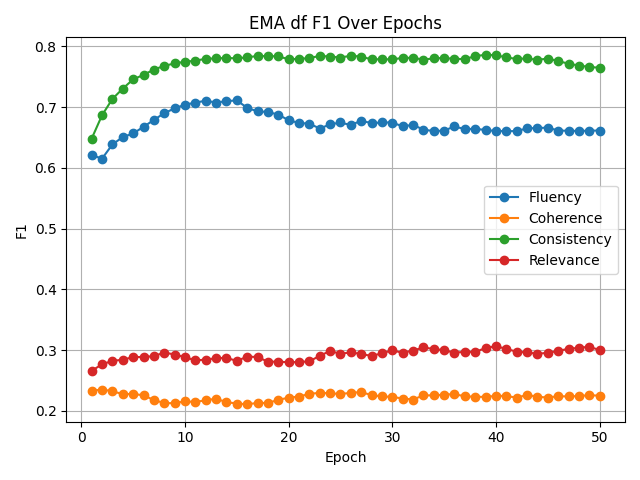 EMA df F1 Over Epochs
0.8
0.7
0.6
0.5
0.4
0.3
0.2
F1
Fluency
Coherence
Consistency
Relevance
0 10 20 30 40 50
Epoch